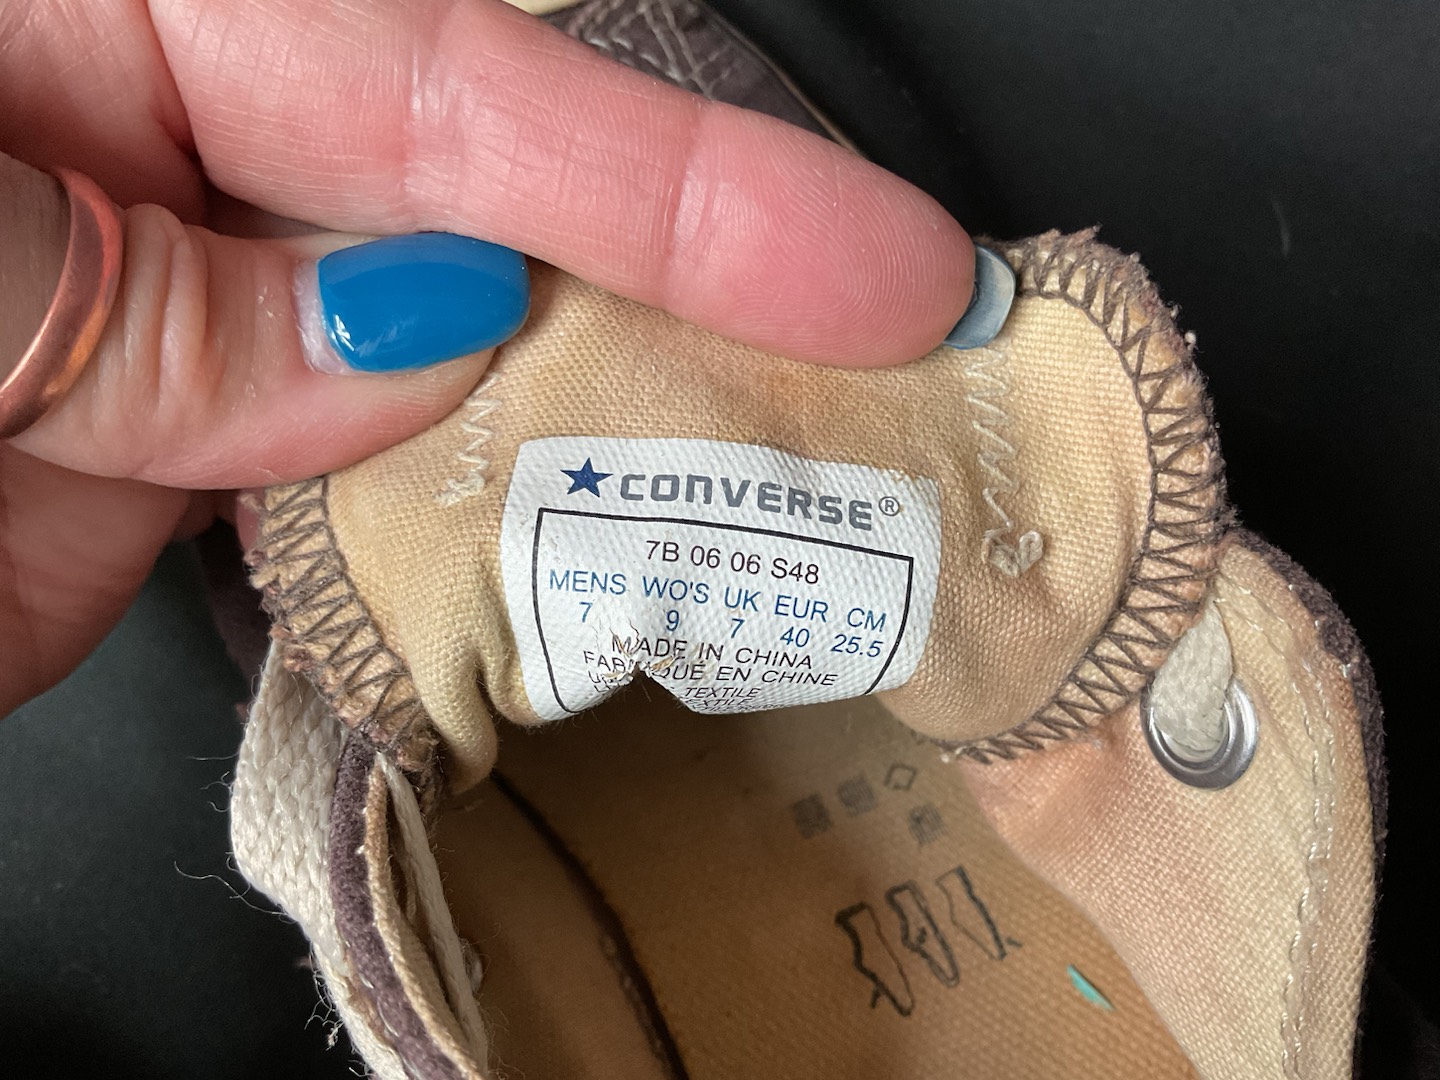 CONVERSE®
7B 06 06 S48
MENS WO'S UK EUR CM
7 9 7 40 25.5
MADE IN CHINA
EN CHINE
TEXTILE